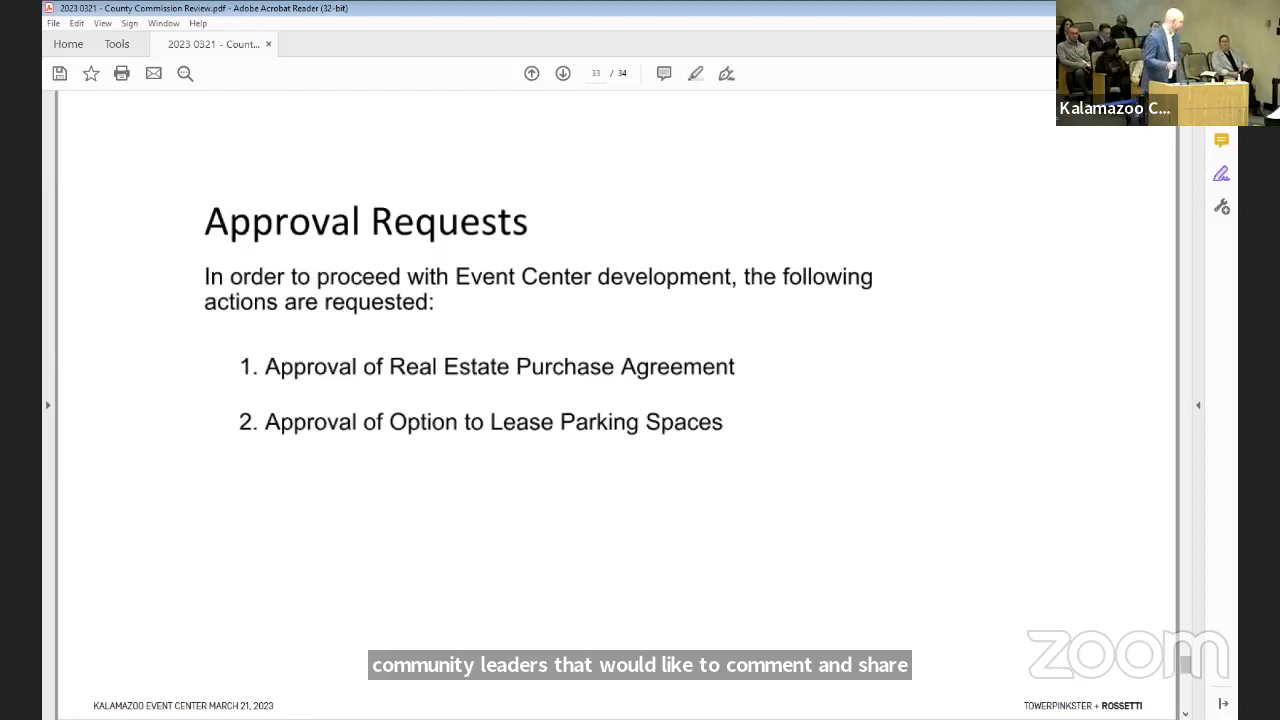 2023 0321 - County Commission Review.pdf - Adobe Acrobat Reader (32-bit)
File Edit View Sign Window Help
Home Tools 2023 0321 - Count... ×
33 / 34
Kalamazoo C...
Approval Requests
In order to proceed with Event Center development, the following
actions are requested:
1. Approval of Real Estate Purchase Agreement
2. Approval of Option to Lease Parking Spaces
zoom
community leaders that would like to comment and share
KALAMAZOO EVENT CENTER MARCH 21, 2023
TOWERPINKSTER + ROSSETTI